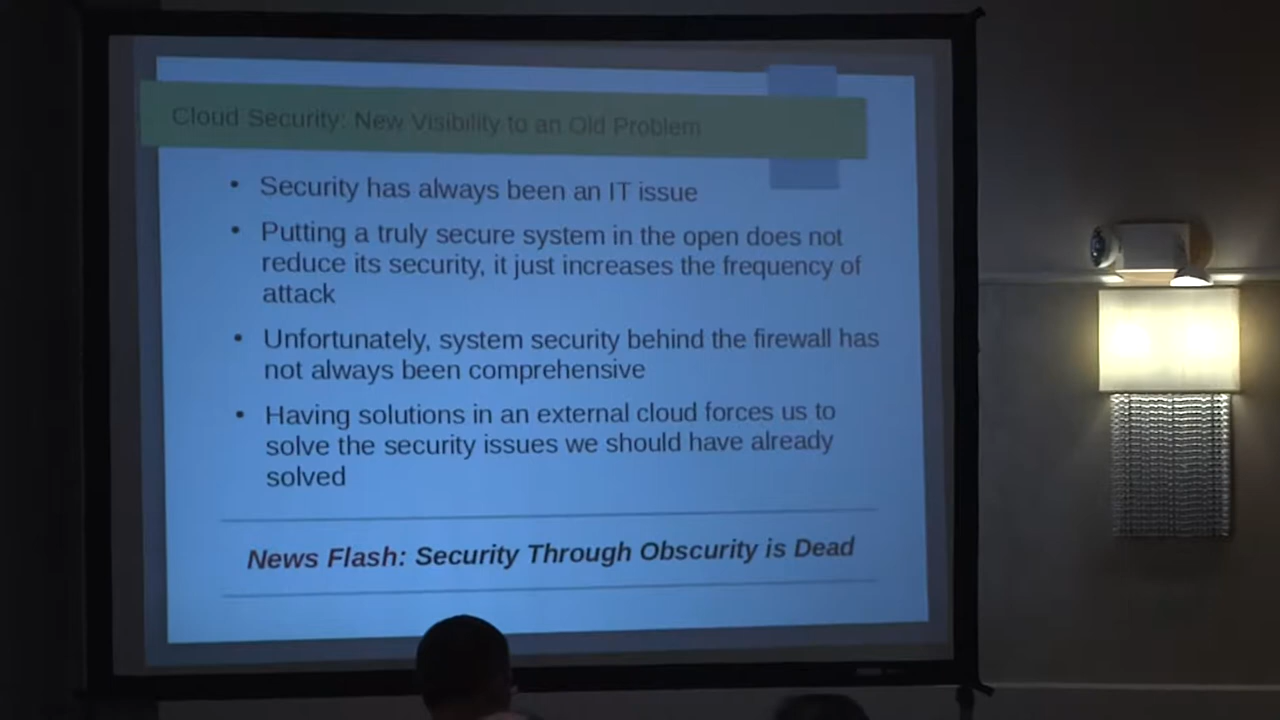 Cloud Security: New Visibility to an Old Problem
• Security has always been an IT issue
• Putting a truly secure system in the open does not
reduce its security, it just increases the frequency of
attack
• Unfortunately, system security behind the firewall has
not always been comprehensive
• Having solutions in an external cloud forces us to
solve the security issues we should have already
solved
News Flash: Security Through Obscurity is Dead